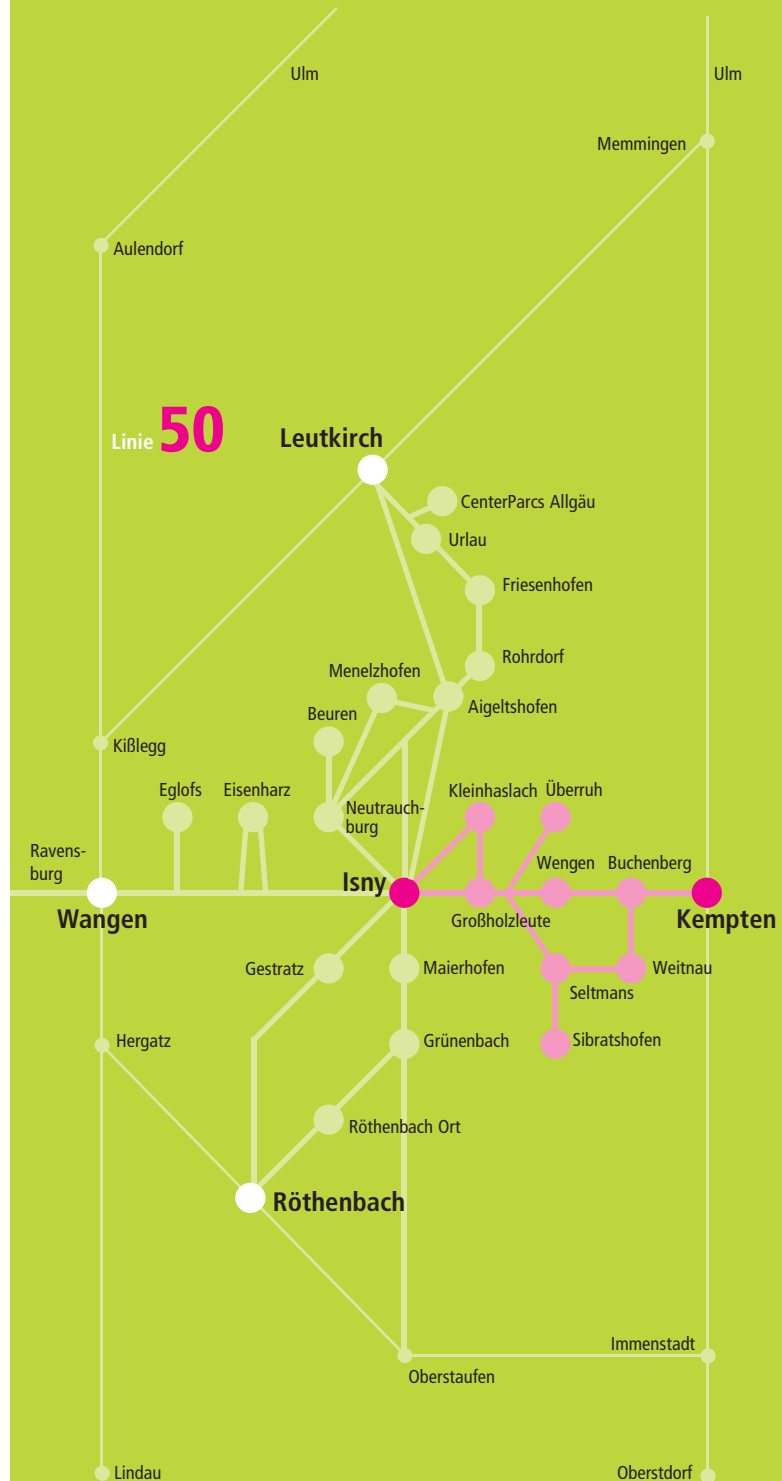 Ulm
Ulm
Memmingen
Aulendorf
Linie 50
Leutkirch
CenterParcs Allgäu
Urlau
Friesenhofen
Rohrdorf
Menelzhofen
Aigeltshofen
Beuren
Kißlegg
Eglofs
Eisenharz
Neutrauch-
burg
Kleinhaslach
Überruh
Ravens-
burg
Isny
Wengen
Buchenberg
Wangen
Großholzleute
Kempten
Gestratz
Maierhofen
Seltmans
Weitnau
Hergatz
Grünenbach
Sibratshofen
Röthenbach Ort
Röthenbach
Immenstadt
Oberstaufen
Lindau
Oberstdorf